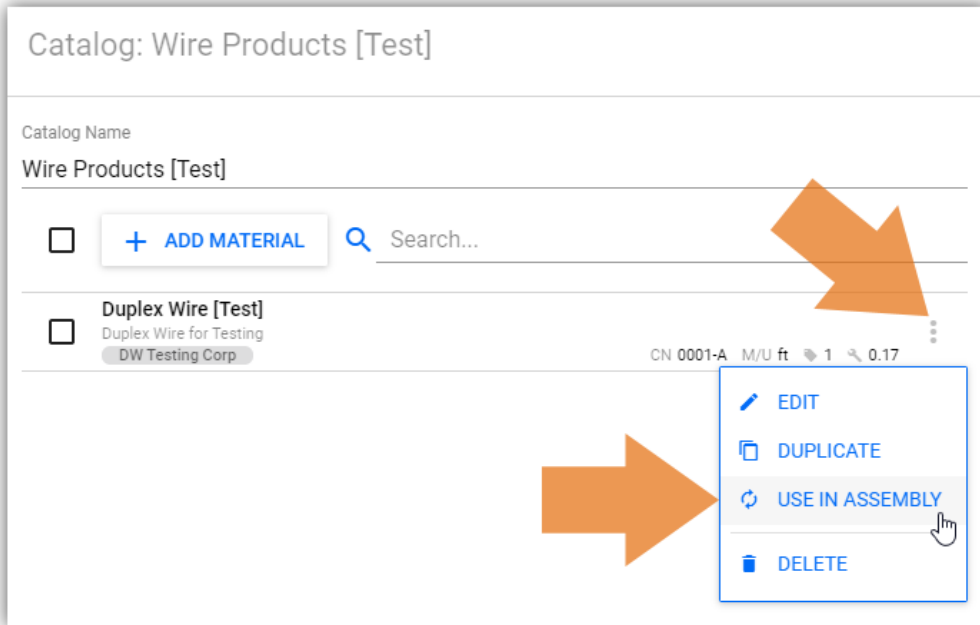 Catalog: Wire Products [Test]
Catalog Name
Wire Products [Test]
ADD MATERIAL
Search...
Duplex Wire [Test]
Duplex Wire for Testing
DW Testing Corp
CN 0001-A M/U ft 1 0.17
EDIT
DUPLICATE
USE IN ASSEMBLY
DELETE